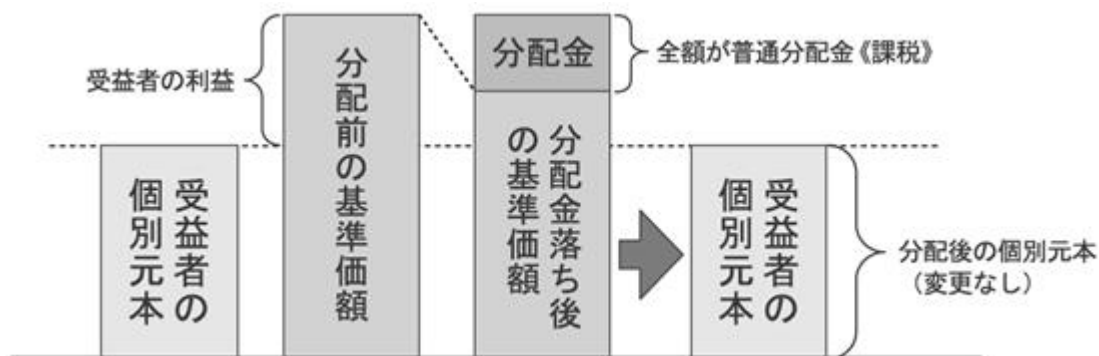 受益者の利益
受益者の
個別元本
分配前の基準価額
分配金
全額が普通分配金《課税》
分配金落ち後
の基準価額
受益者の
個別元本
分配後の個別元本
（変更なし）